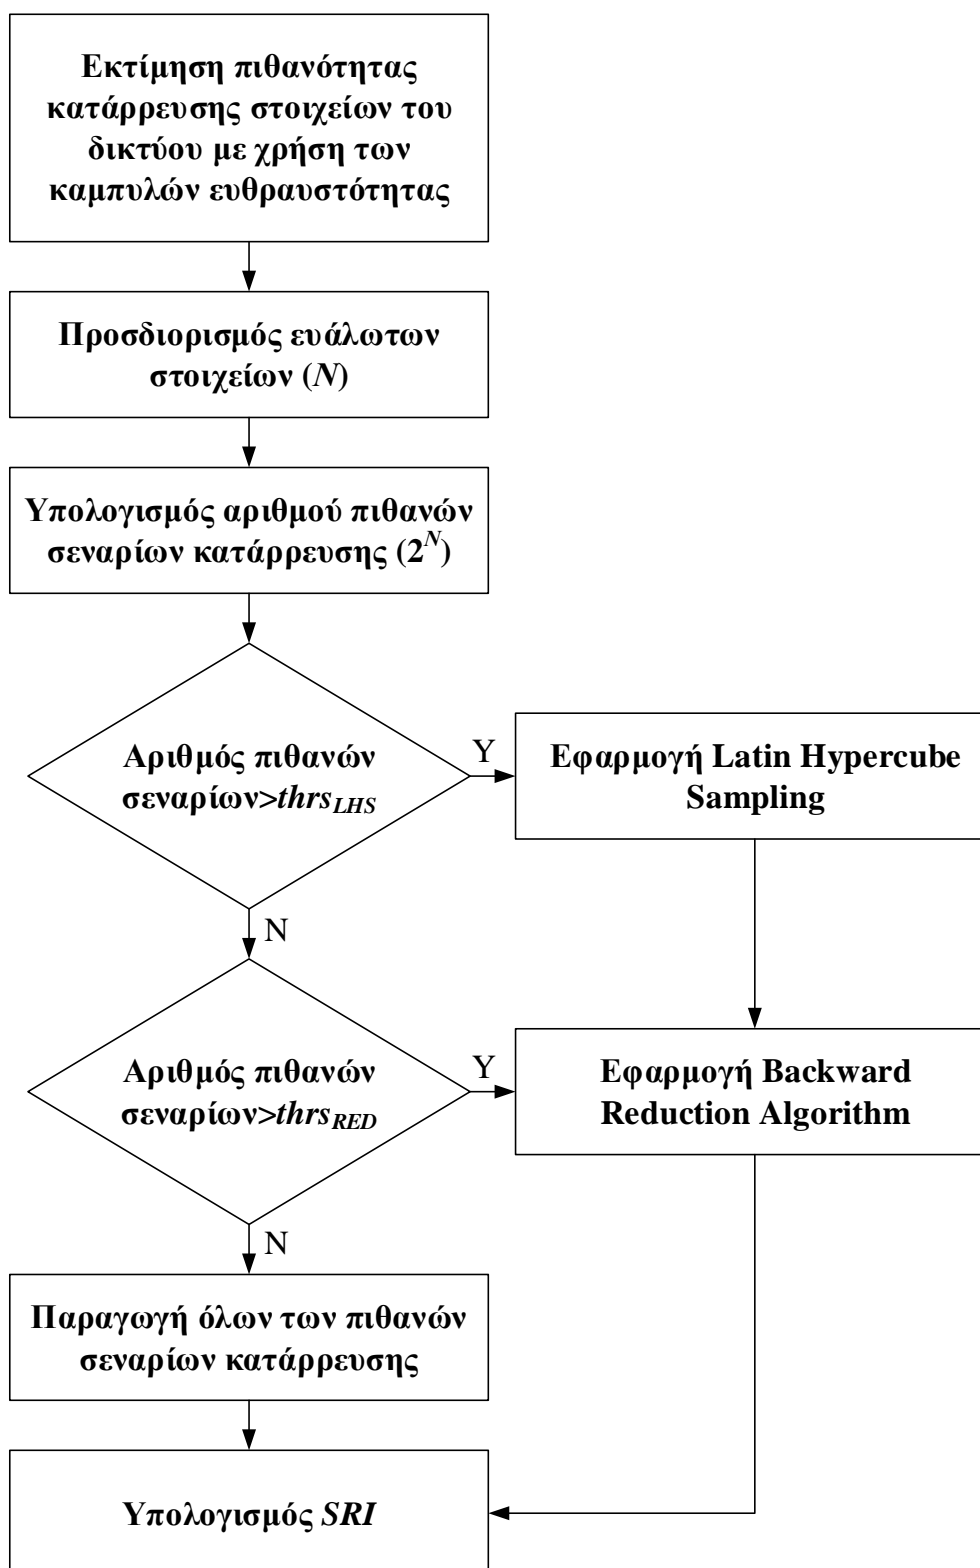 Εκτίμηση πιθανότητας
κατάρρευσης στοιχείων του
δικτύου με χρήση των
καμπυλών ευθραυστότητας
Προσδιορισμός ευάλωτων
στοιχείων (N)
Υπολογισμός αριθμού πιθανών
σεναρίων κατάρρευσης (2^N)
Αριθμός πιθανών
σεναρίων>thrs_LHS
Y
Εφαρμογή Latin Hypercube
Sampling
N
Αριθμός πιθανών
σεναρίων>thrs_RED
Y
Εφαρμογή Backward
Reduction Algorithm
N
Παραγωγή όλων των πιθανών
σεναρίων κατάρρευσης
Υπολογισμός SRI